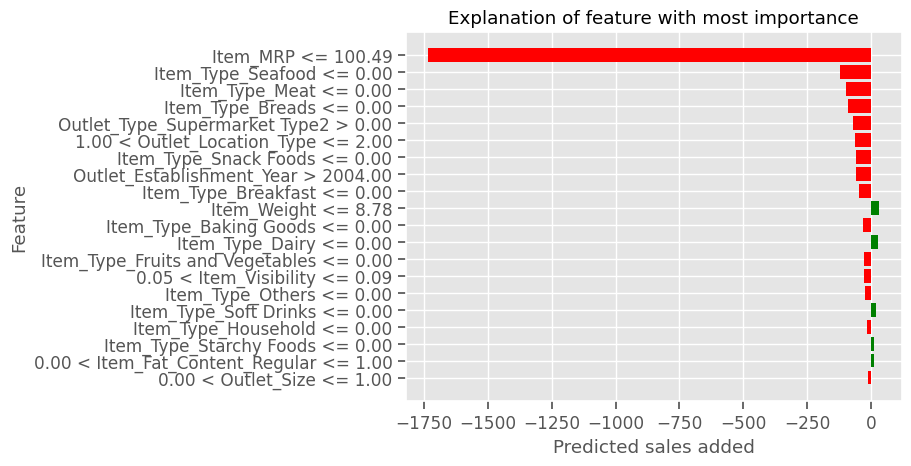 Explanation of feature with most importance
Item_MRP <= 100.49
Item_Type_Seafood <= 0.00
Item_Type_Meat <= 0.00
Item_Type_Breads <= 0.00
Outlet_Type_Supermarket Type2 > 0.00
1.00 < Outlet_Location_Type <= 2.00
Item_Type_Snack Foods <= 0.00
Outlet_Establishment_Year > 2004.00
Item_Type_Breakfast <= 0.00
Item_Weight <= 8.78
Item_Type_Baking Goods <= 0.00
Item_Type_Dairy <= 0.00
Item_Type_Fruits and Vegetables <= 0.00
0.05 < Item_Visibility <= 0.09
Item_Type_Others <= 0.00
Item_Type_Soft Drinks <= 0.00
Item_Type_Household <= 0.00
Item_Type_Starchy Foods <= 0.00
0.00 < Item_Fat_Content_Regular <= 1.00
0.00 < Outlet_Size <= 1.00
Feature
−1750 −1500 −1250 −1000 −750 −500 −250 0
Predicted sales added